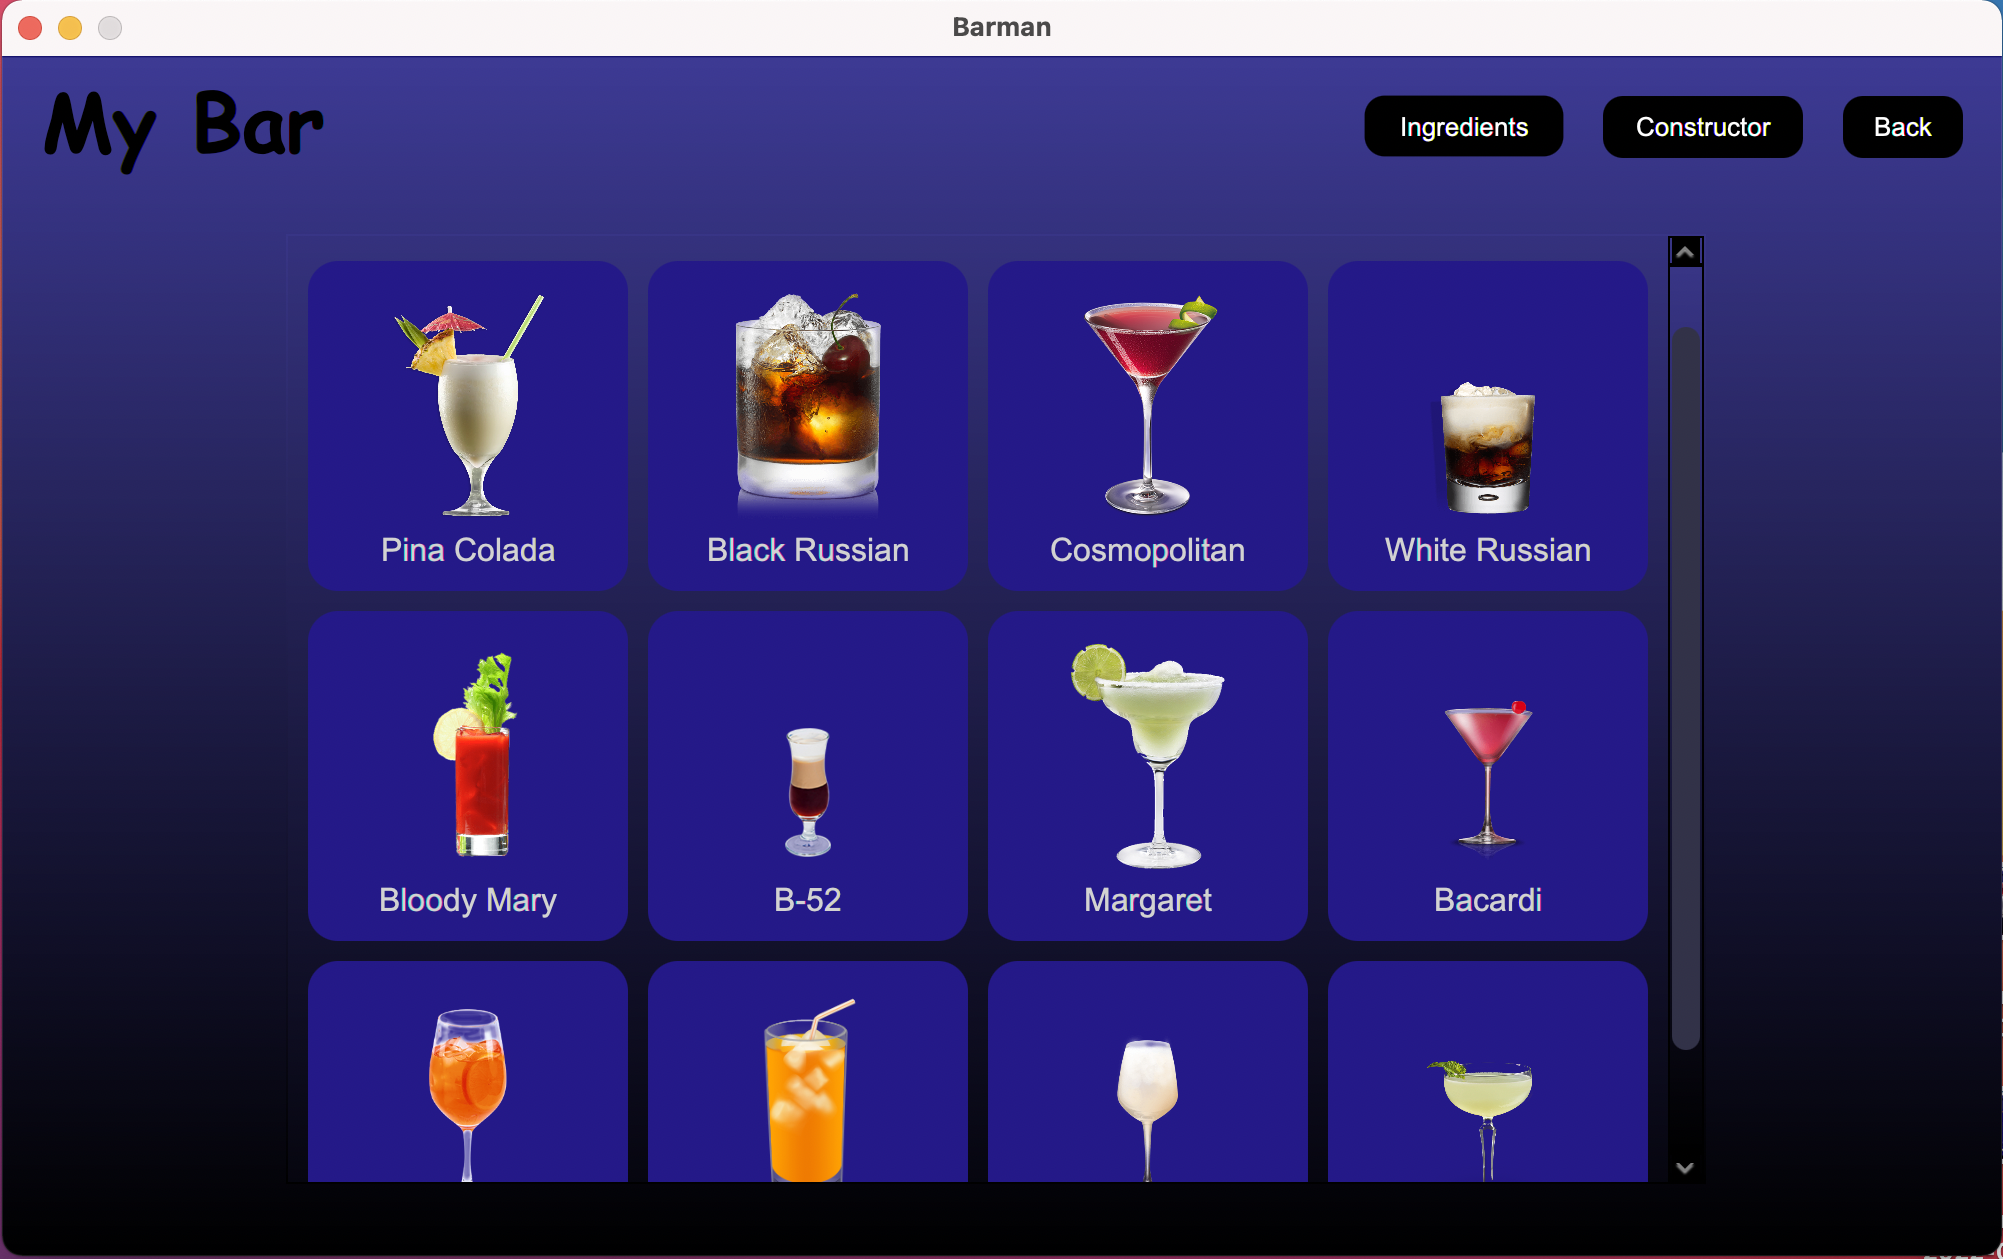 Barman
My Bar
Ingredients
Constructor
Back
Pina Colada
Black Russian
Cosmopolitan
White Russian
Bloody Mary
B-52
Margaret
Bacardi